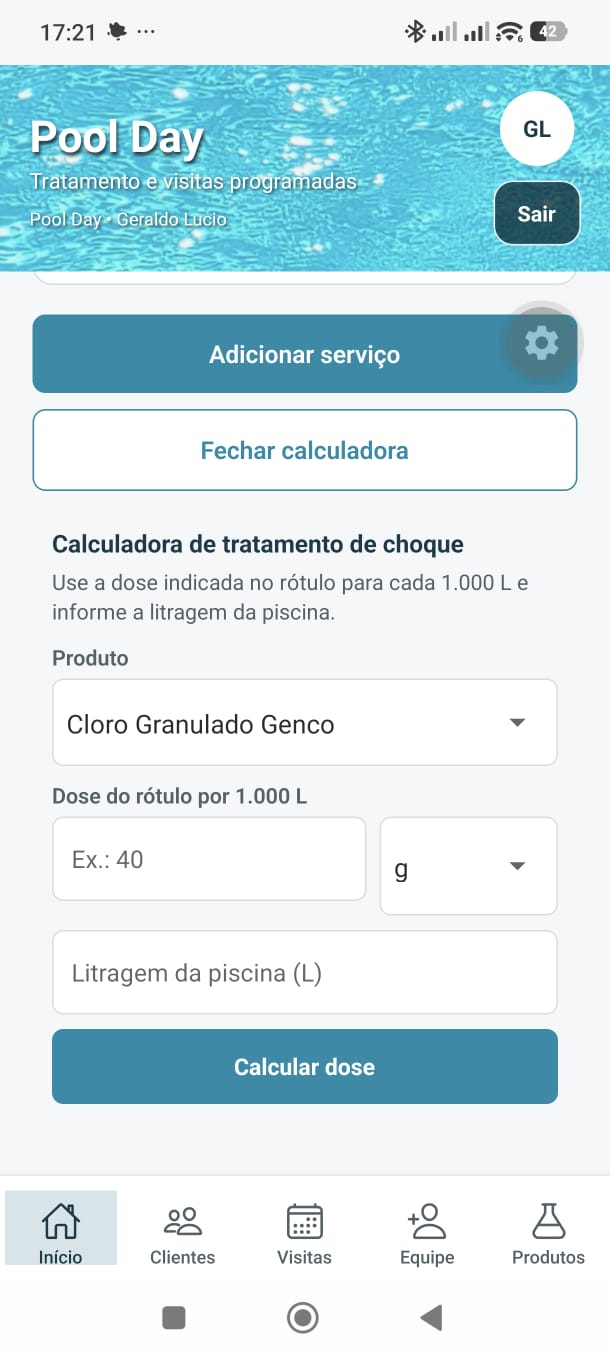 17:21 ...
6 42
Pool Day
GL
Tratamento e visitas programadas
Pool Day • Geraldo Lucio
Sair
Adicionar serviço
Fechar calculadora
Calculadora de tratamento de choque
Use a dose indicada no rótulo para cada 1.000 L e
informe a litragem da piscina.
Produto
Cloro Granulado Genco
Dose do rótulo por 1.000 L
Ex.: 40
g
Litragem da piscina (L)
Calcular dose
Início Clientes Visitas Equipe Produtos